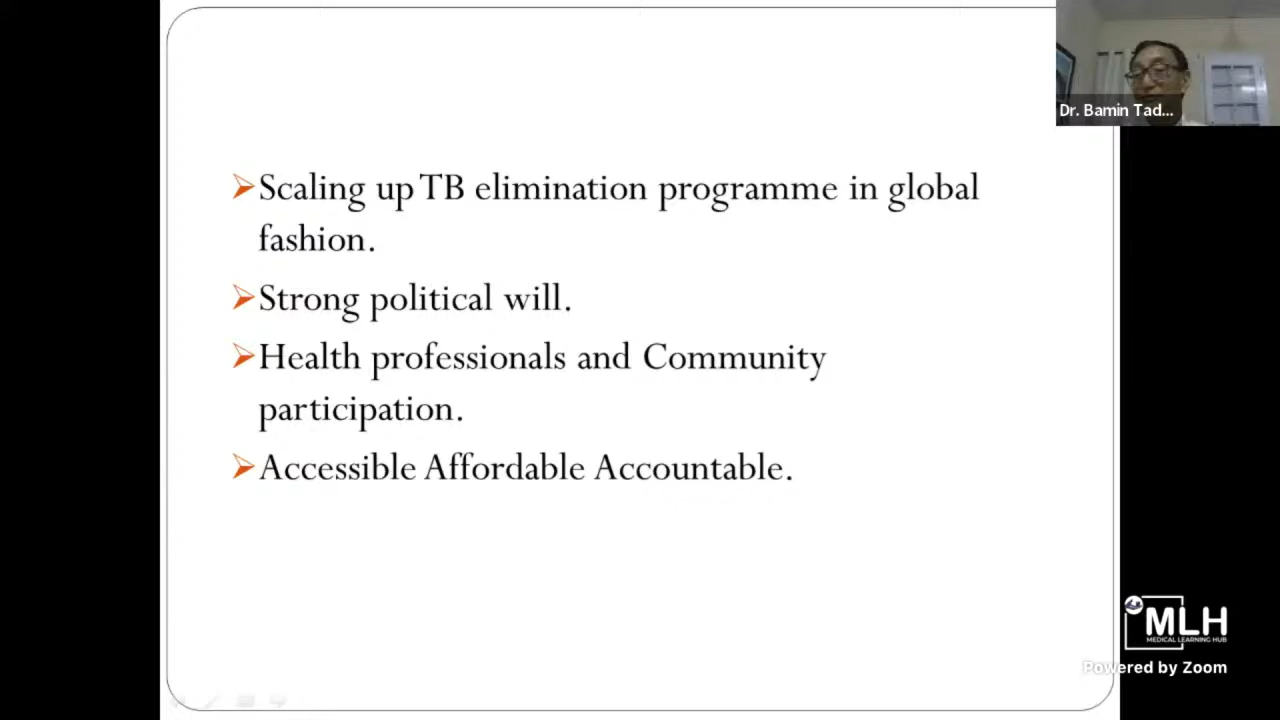 Dr. Bamin Tad...
Scaling up TB elimination programme in global
fashion.
Strong political will.
Health professionals and Community
participation.
Accessible Affordable Accountable.
MLH
MEDICAL LEARNING HUB
Powered by Zoom